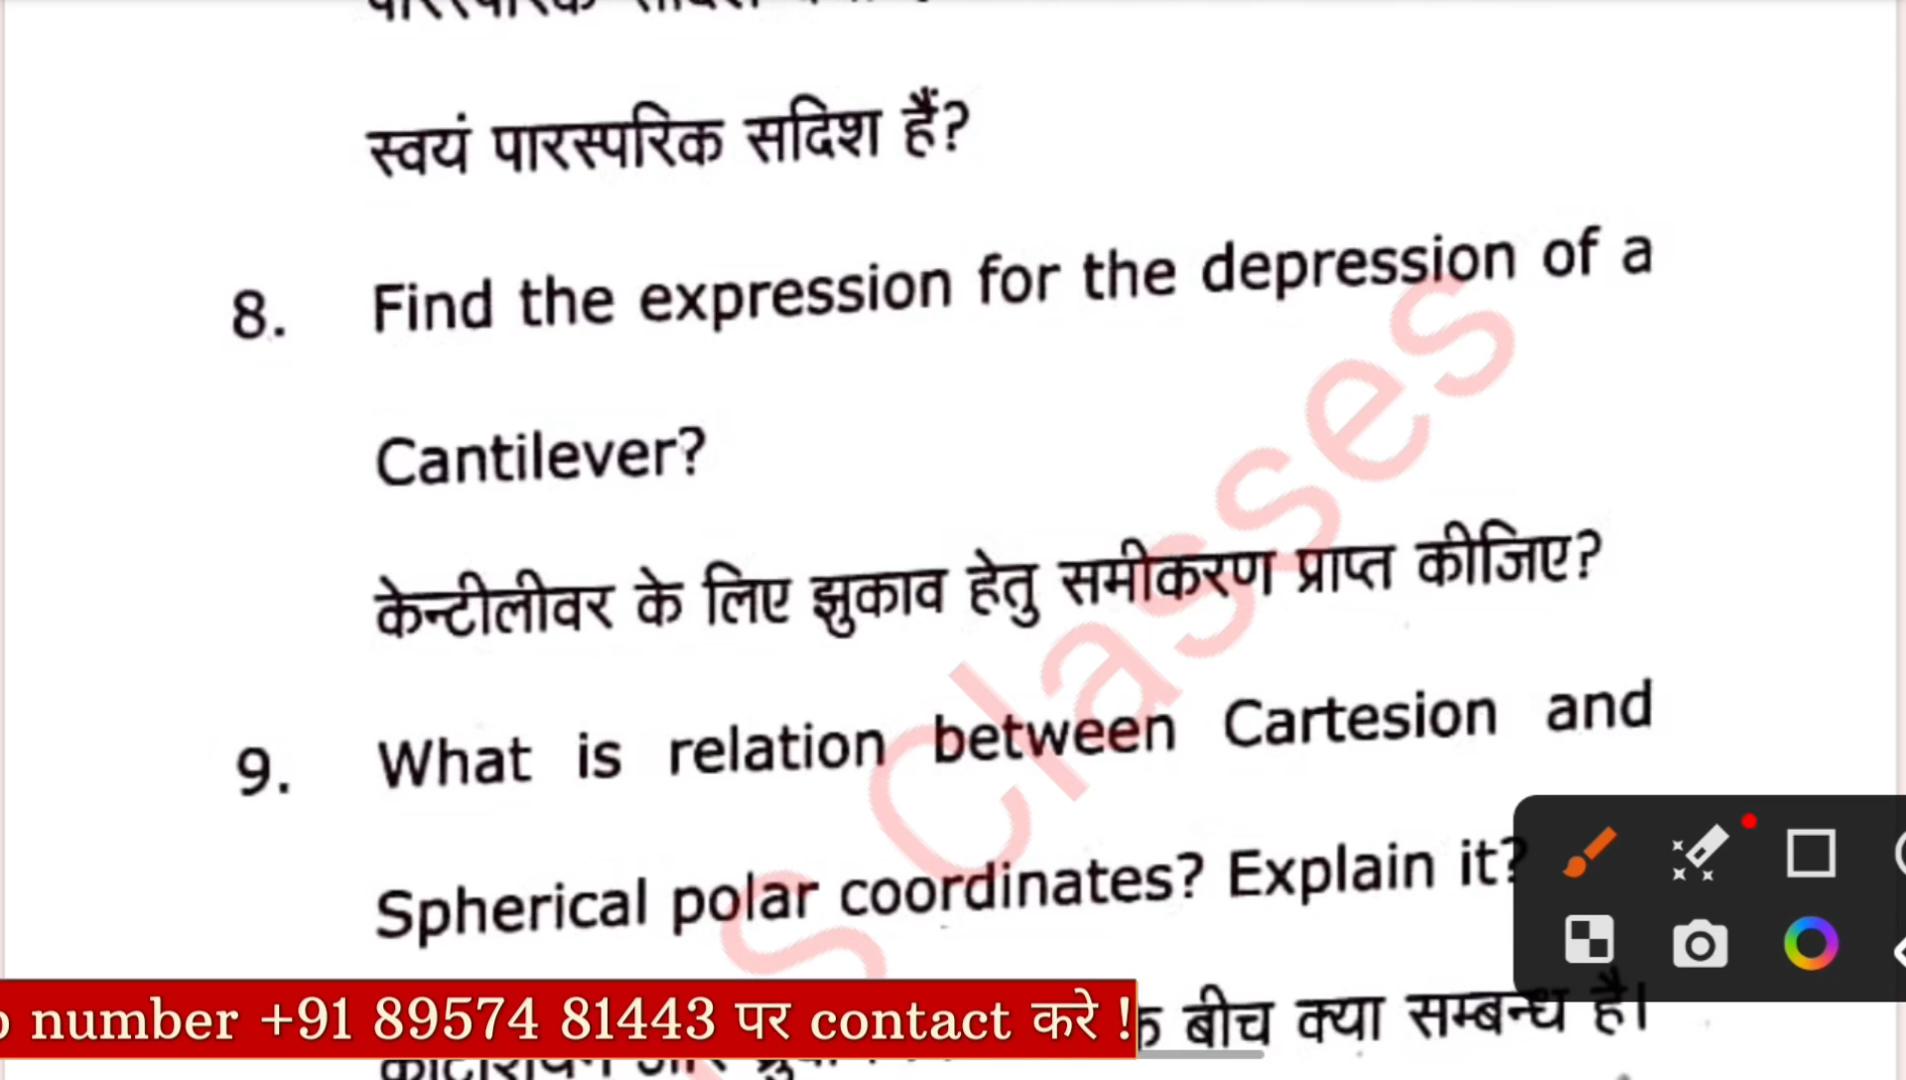 स्वयं पारस्परिक सदिश हैं?
8. Find the expression for the depression of a
Cantilever?
केन्टीलीवर के लिए झुकाव हेतु समीकरण प्राप्त कीजिए?
9. What is relation between Cartesion and
Spherical polar coordinates? Explain it?
number +91 89574 81443 पर contact करे !
बीच क्या सम्बन्ध है।
S Classes